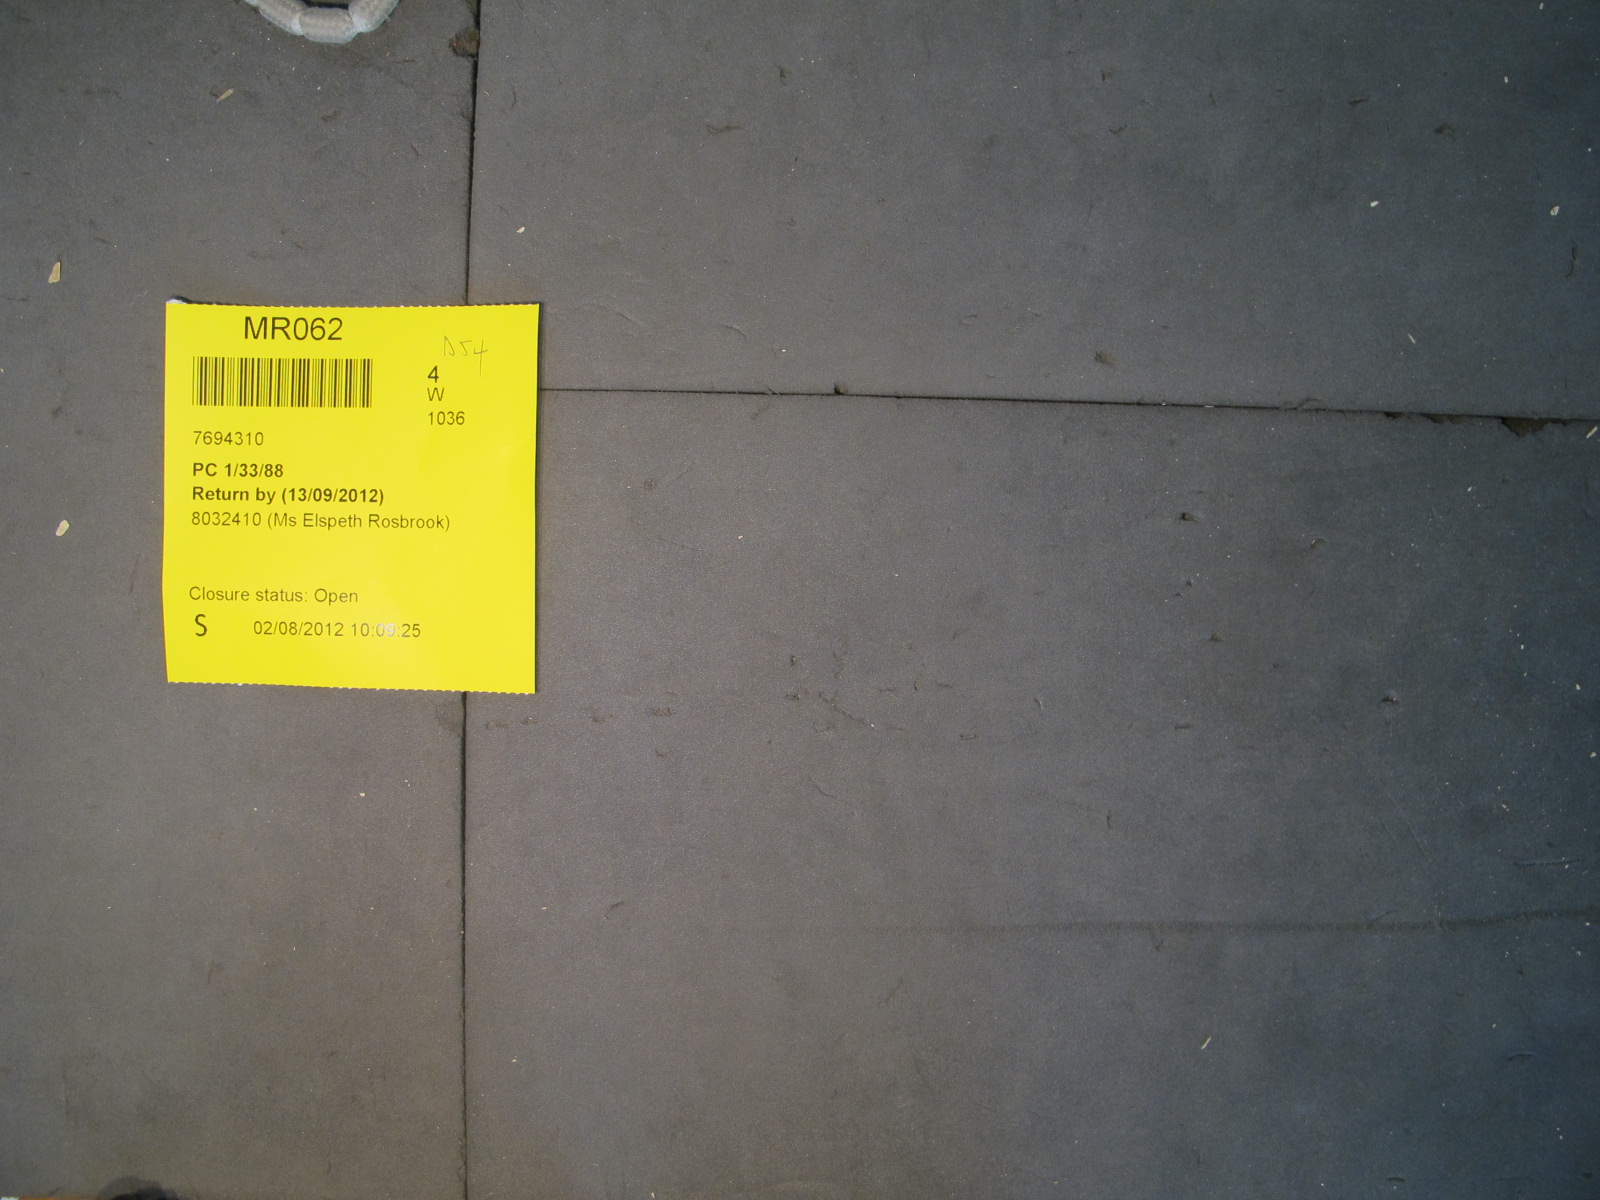 MR062
D54
4
W
1036
7694310
PC 1/33/88
Return by (13/09/2012)
8032410 (Ms Elspeth Rosbrook)
Closure status: Open
S 02/08/2012 10:09:25